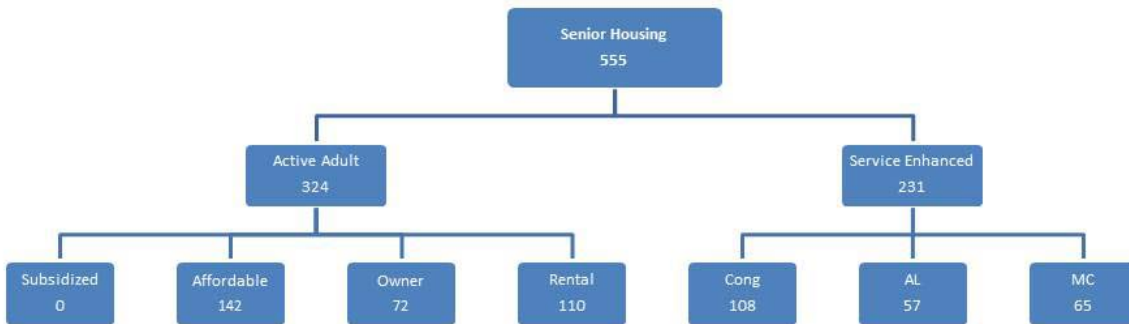 Senior Housing
555
Active Adult
324
Service Enhanced
231
Subsidized
0
Affordable
142
Owner
72
Rental
110
Cong
108
AL
57
MC
65